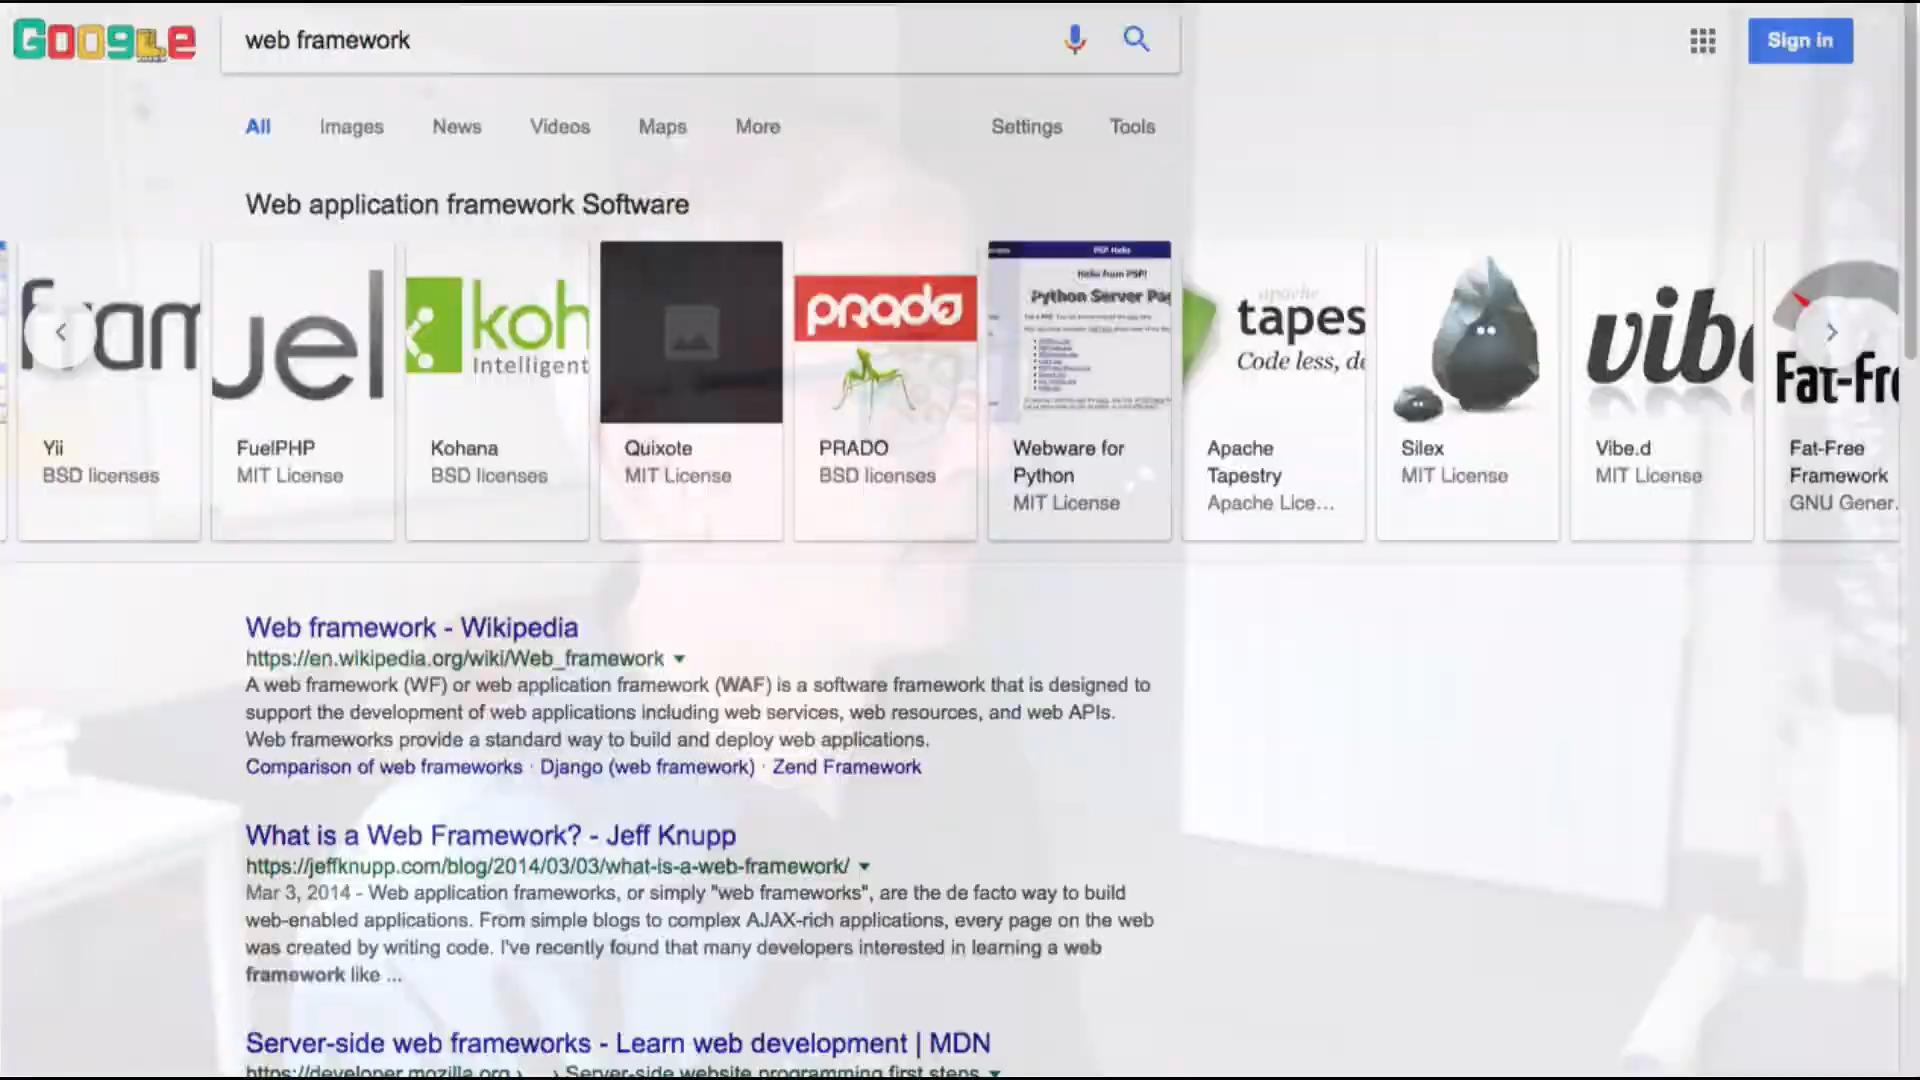 Google
web framework
Sign in
All Images News Videos Maps More Settings Tools
Web application framework Software
fram
uel
koh
Intelligent
prado
PSP Hello
Hello from PSP!
Python Server Pag
apache
tapes
Code less, de
vibe
Fat-Fre
Yii
BSD licenses
FuelPHP
MIT License
Kohana
BSD licenses
Quixote
MIT License
PRADO
BSD licenses
Webware for
Python
MIT License
Apache
Tapestry
Apache Lice...
Silex
MIT License
Vibe.d
MIT License
Fat-Free
Framework
GNU Gener.
Web framework - Wikipedia
https://en.wikipedia.org/wiki/Web_framework
A web framework (WF) or web application framework (WAF) is a software framework that is designed to
support the development of web applications including web services, web resources, and web APIs.
Web frameworks provide a standard way to build and deploy web applications.
Comparison of web frameworks · Django (web framework) · Zend Framework
What is a Web Framework? - Jeff Knupp
https://jeffknupp.com/blog/2014/03/03/what-is-a-web-framework/
Mar 3, 2014 - Web application frameworks, or simply "web frameworks", are the de facto way to build
web-enabled applications. From simple blogs to complex AJAX-rich applications, every page on the web
was created by writing code. I've recently found that many developers interested in learning a web
framework like ...
Server-side web frameworks - Learn web development | MDN
https://developer.mozilla.org › ... › Server-side website programming first steps